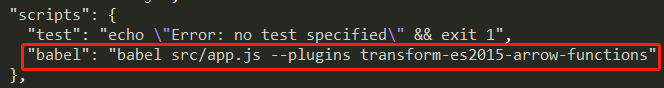 "scripts": {
"test": "echo \"Error: no test specified\" && exit 1",
"babel": "babel src/app.js --plugins transform-es2015-arrow-functions"
},